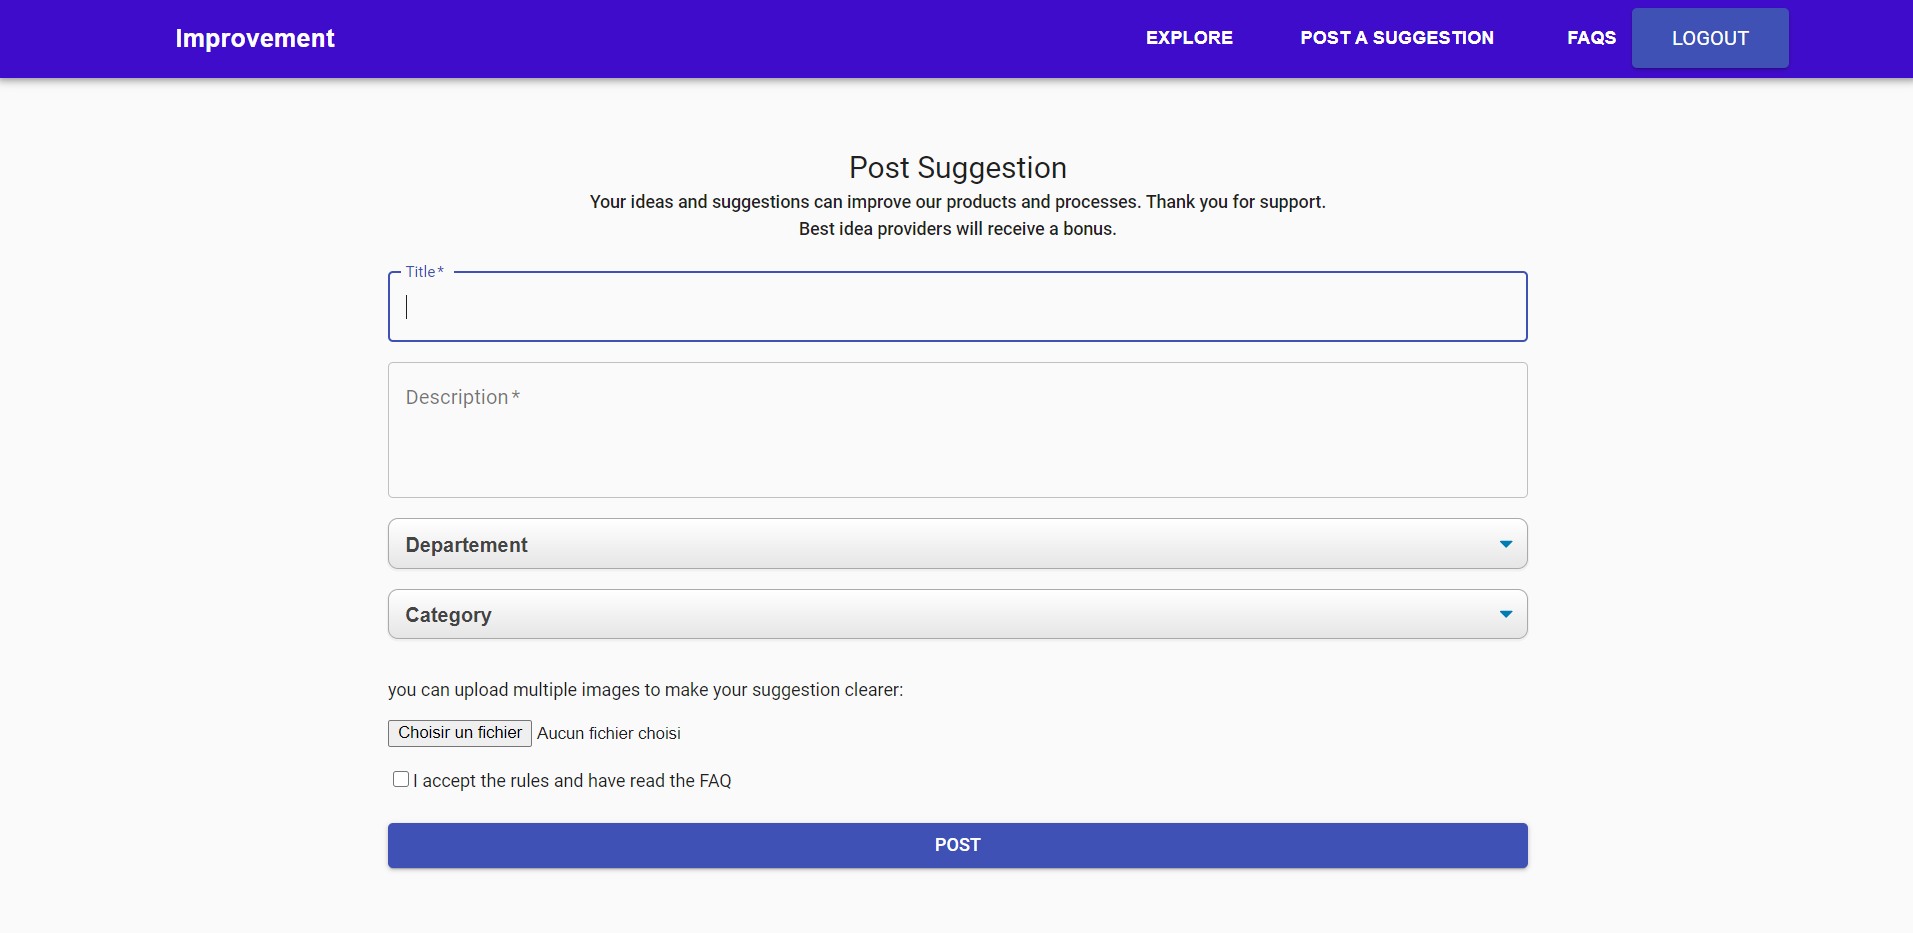 Improvement
EXPLORE
POST A SUGGESTION
FAQS
LOGOUT
Post Suggestion
Your ideas and suggestions can improve our products and processes. Thank you for support.
Best idea providers will receive a bonus.
Title *
Description *
Departement
Category
you can upload multiple images to make your suggestion clearer:
Choisir un fichier Aucun fichier choisi
I accept the rules and have read the FAQ
POST